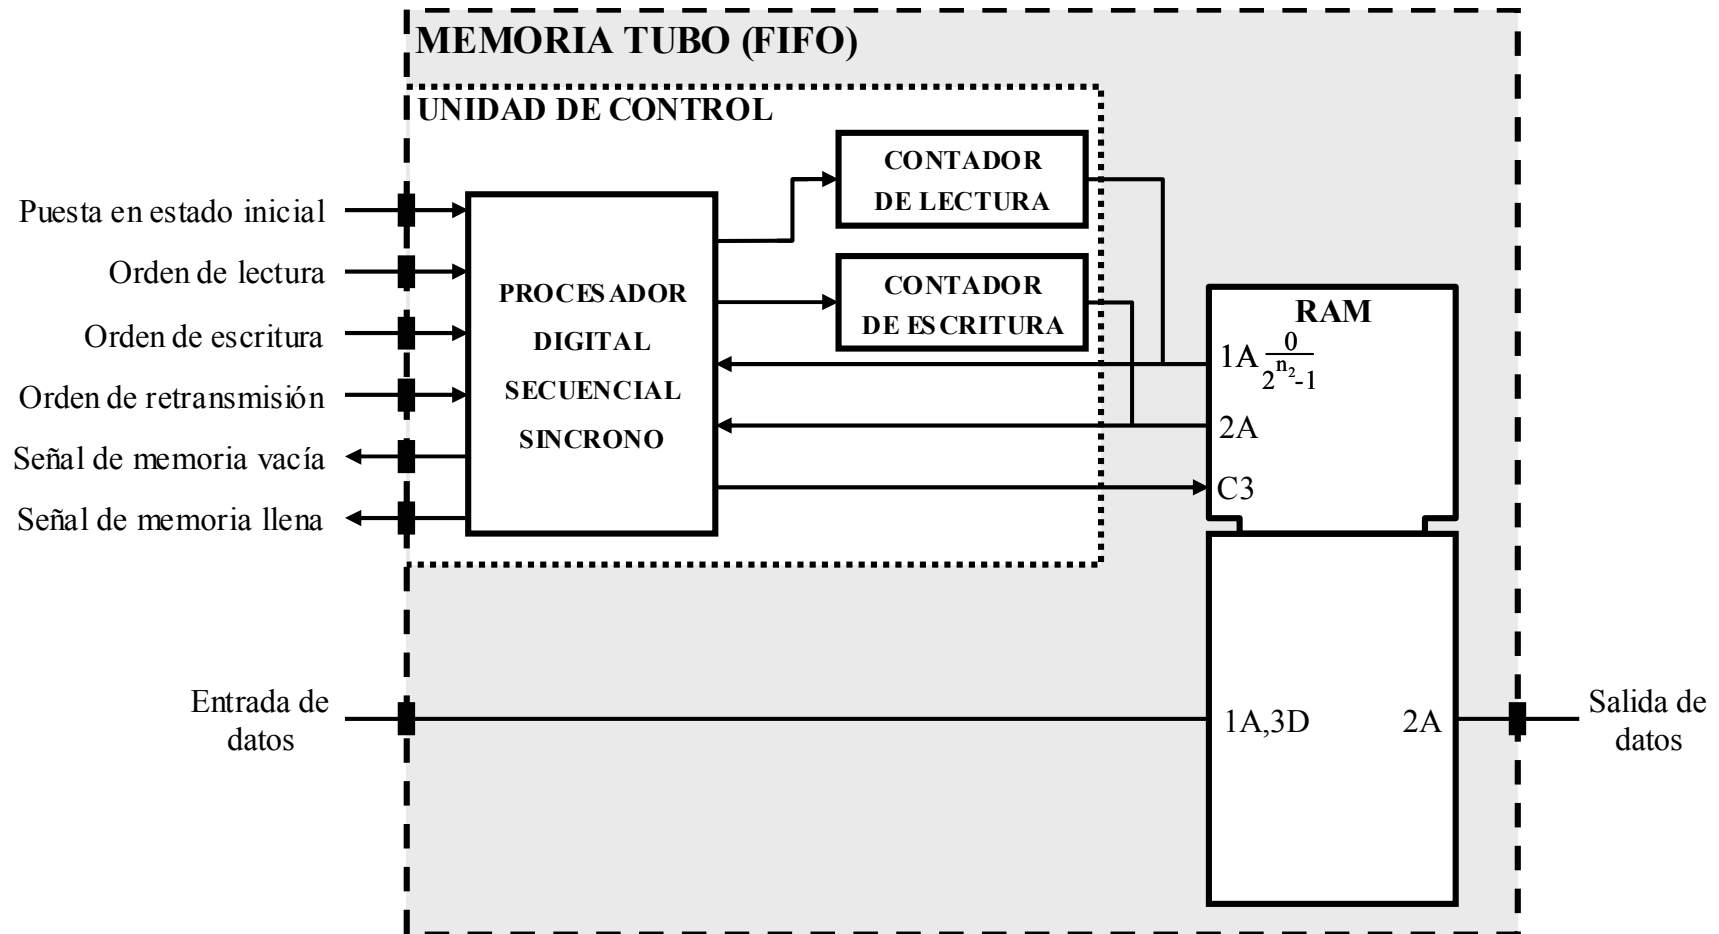 MEMORIA TUBO (FIFO)
UNIDAD DE CONTROL
CONTADOR
DE LECTURA
CONTADOR
DE ESCRITURA
Puesta en estado inicial
Orden de lectura
Orden de escritura
Orden de retransmisión
Señal de memoria vacía
Señal de memoria llena
PROCESADOR
DIGITAL
SECUENCIAL
SINCRONO
RAM
1A 0/2^n₂-1
2A
C3
Entrada de
datos
1A,3D
2A
Salida de
datos